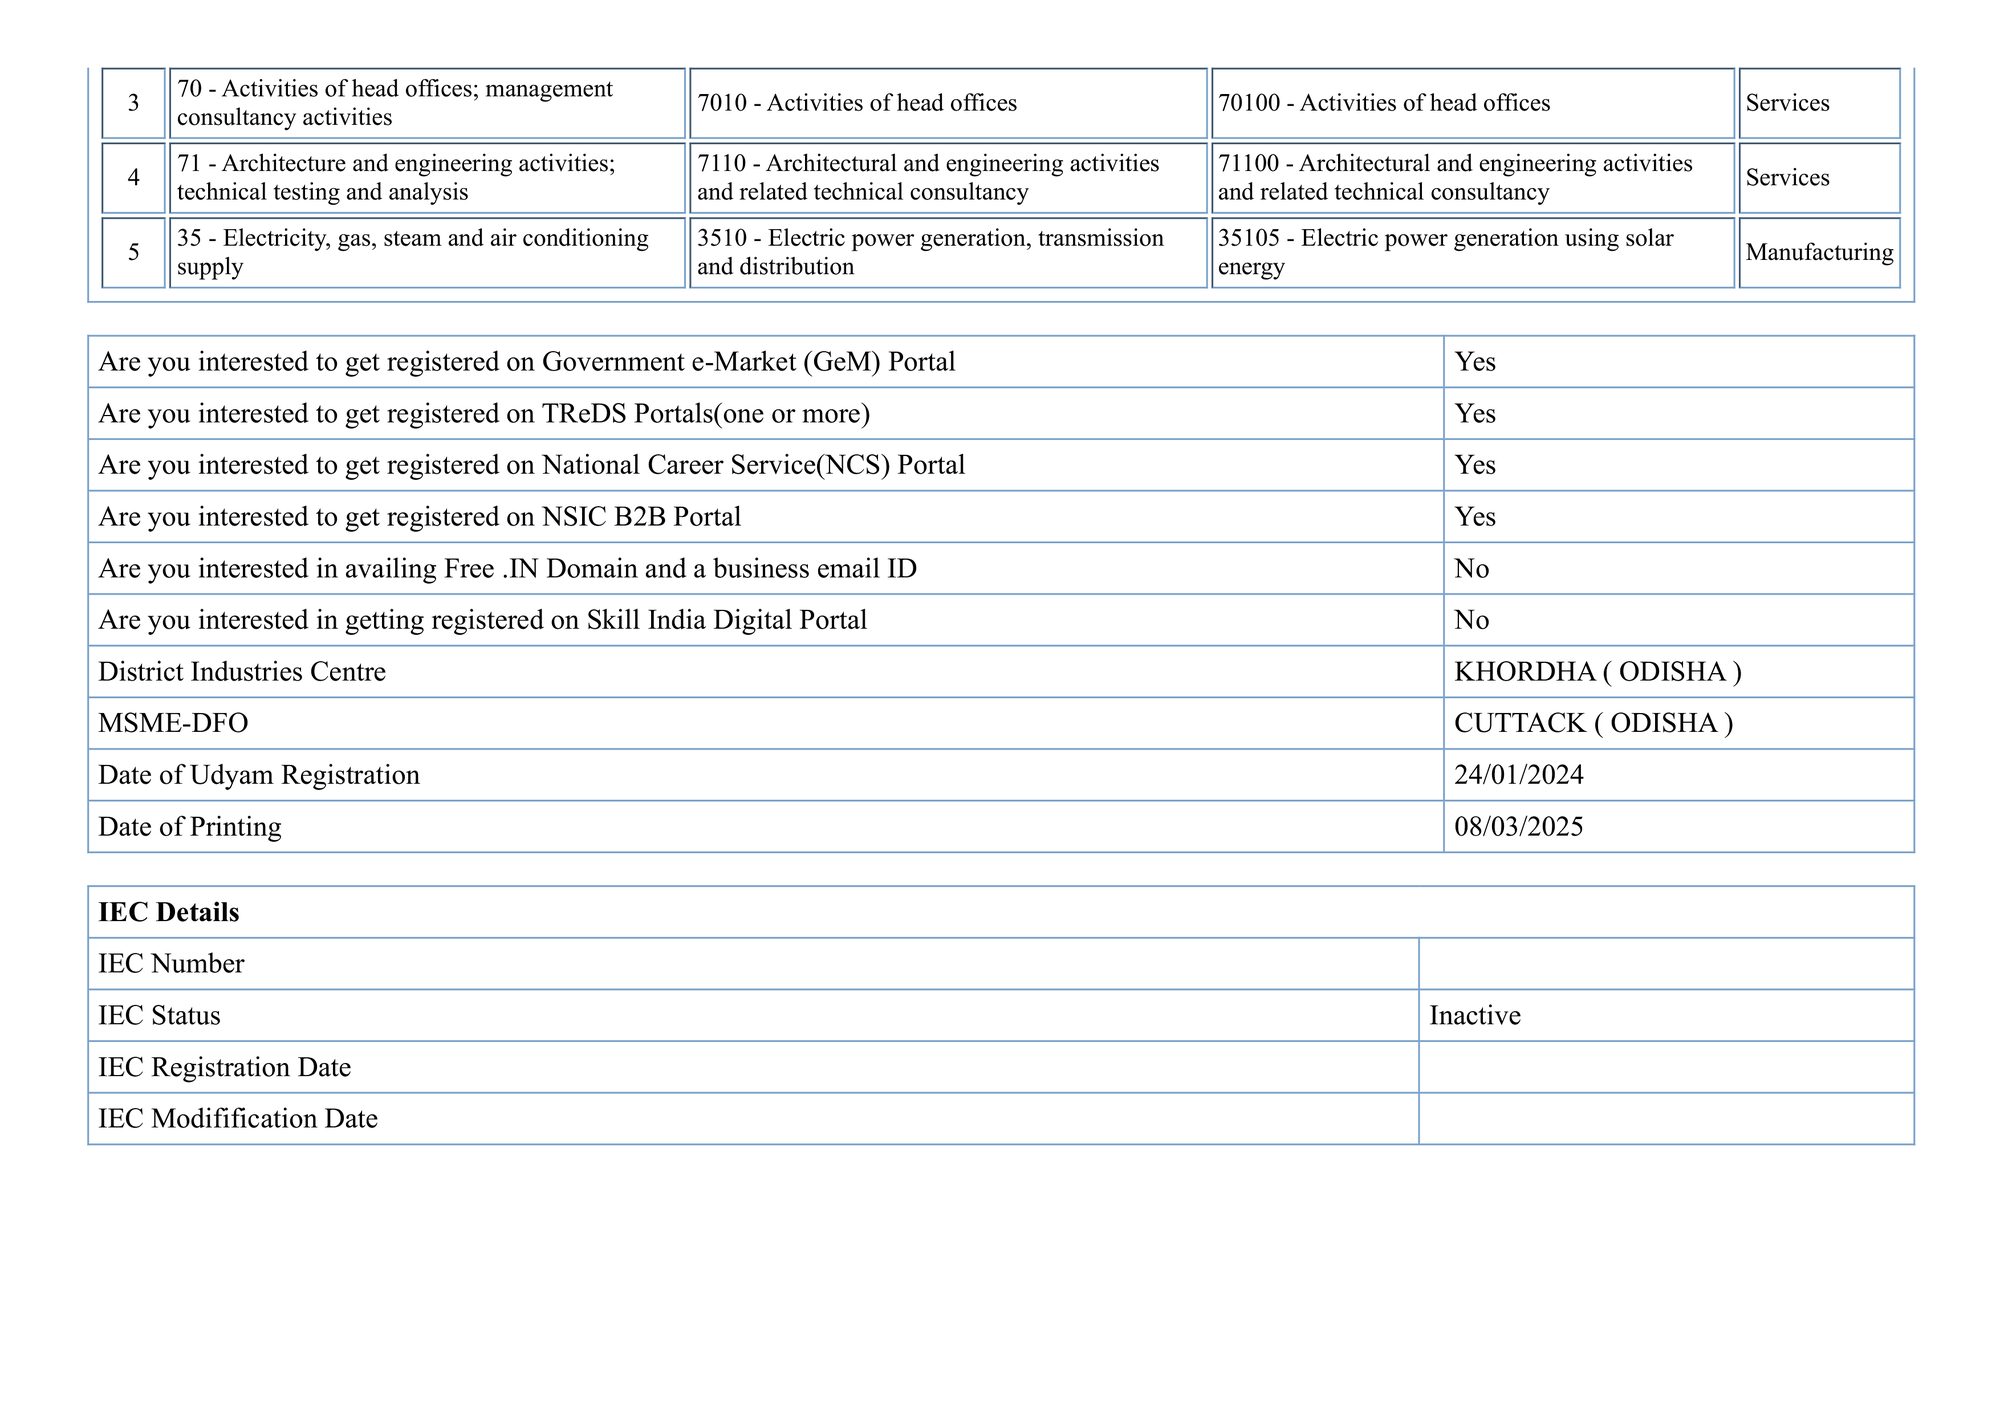 3
70 - Activities of head offices; management
consultancy activities
7010 - Activities of head offices
70100 - Activities of head offices
Services
4
71 - Architecture and engineering activities;
technical testing and analysis
7110 - Architectural and engineering activities
and related technical consultancy
71100 - Architectural and engineering activities
and related technical consultancy
Services
5
35 - Electricity, gas, steam and air conditioning
supply
3510 - Electric power generation, transmission
and distribution
35105 - Electric power generation using solar
energy
Manufacturing
Are you interested to get registered on Government e-Market (GeM) Portal Yes
Are you interested to get registered on TReDS Portals(one or more) Yes
Are you interested to get registered on National Career Service(NCS) Portal Yes
Are you interested to get registered on NSIC B2B Portal Yes
Are you interested in availing Free .IN Domain and a business email ID No
Are you interested in getting registered on Skill India Digital Portal No
District Industries Centre KHORDHA ( ODISHA )
MSME-DFO CUTTACK ( ODISHA )
Date of Udyam Registration 24/01/2024
Date of Printing 08/03/2025
IEC Details
IEC Number
IEC Status Inactive
IEC Registration Date
IEC Modifification Date